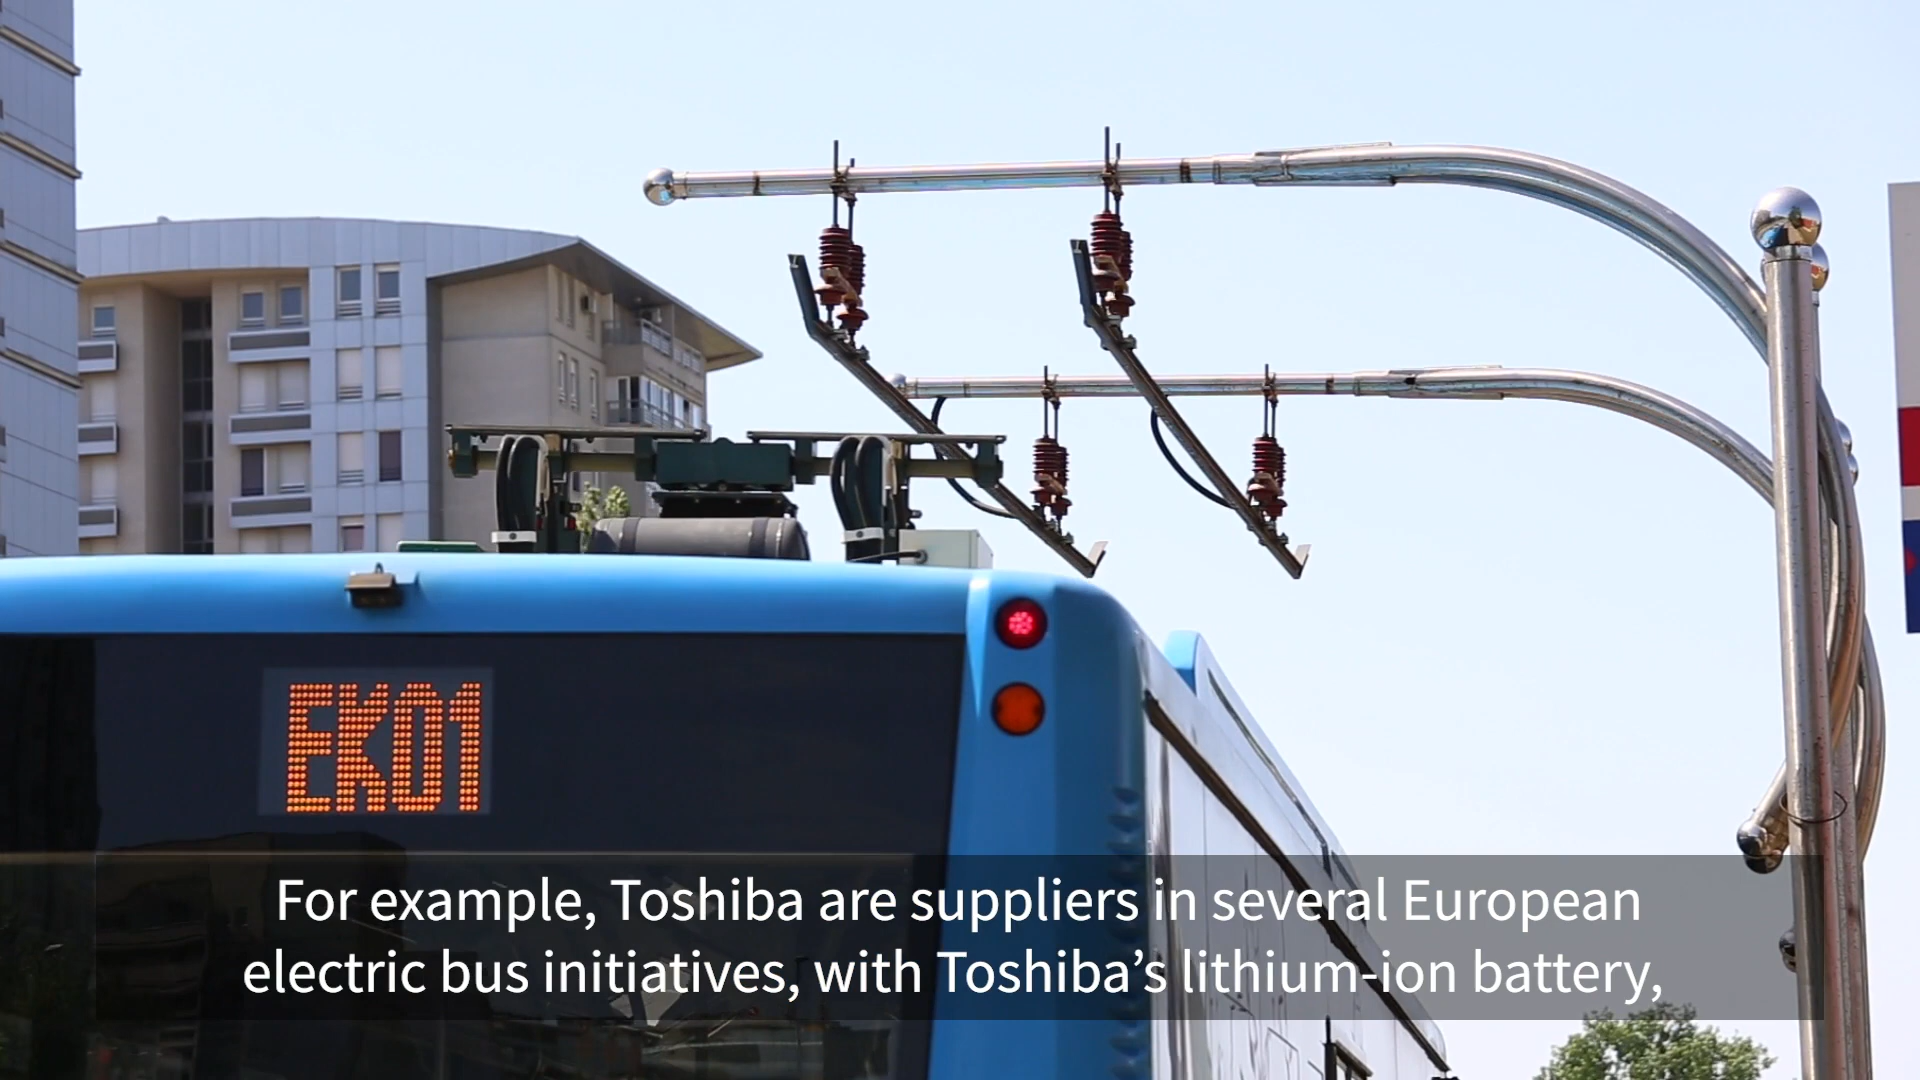 EK01
For example, Toshiba are suppliers in several European
electric bus initiatives, with Toshiba’s lithium-ion battery,